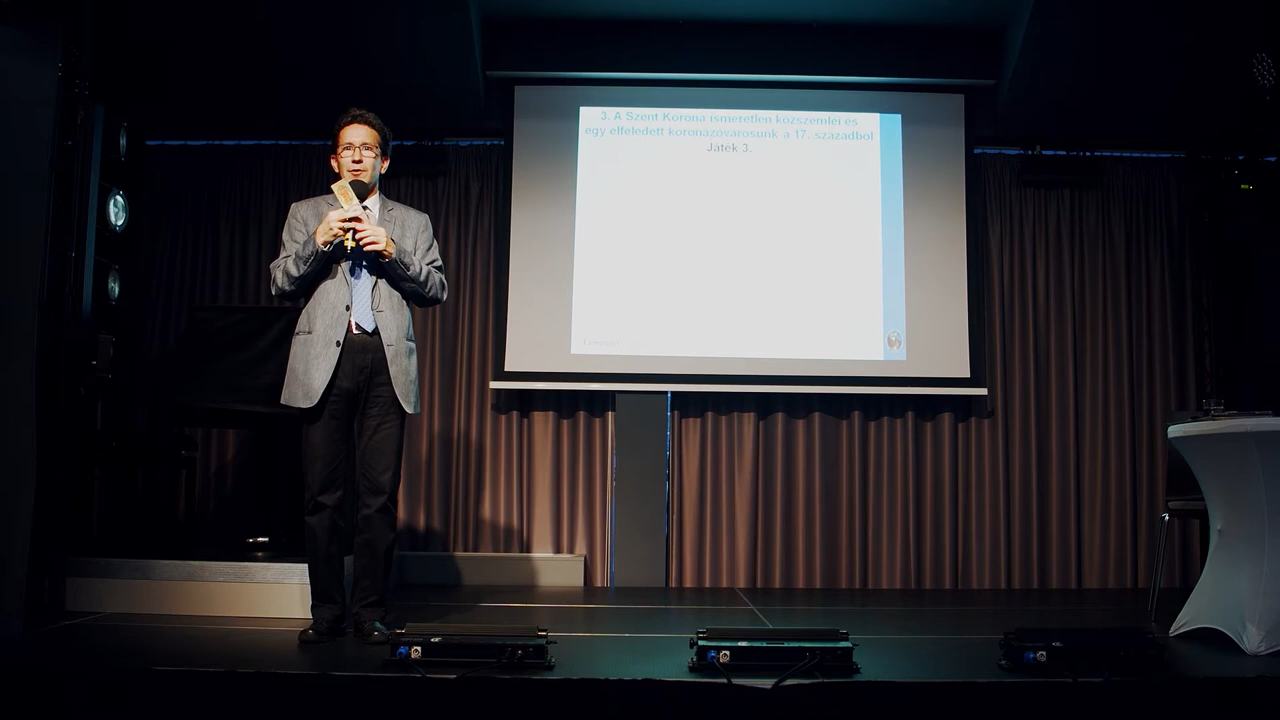 3. A Szent Korona ismeretlen közszemléi és
egy elfeledett koronázóvárosunk a 17. századból
Játék 3.